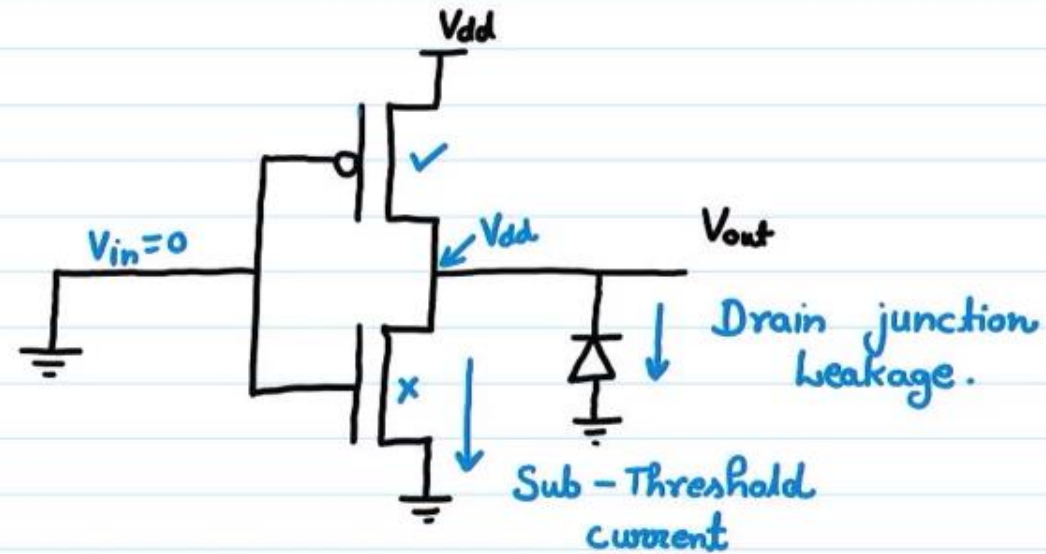 Vdd
✓
Vin=0
Vdd
Vout
Drain junction
Leakage.
x
Sub-Threshold
current